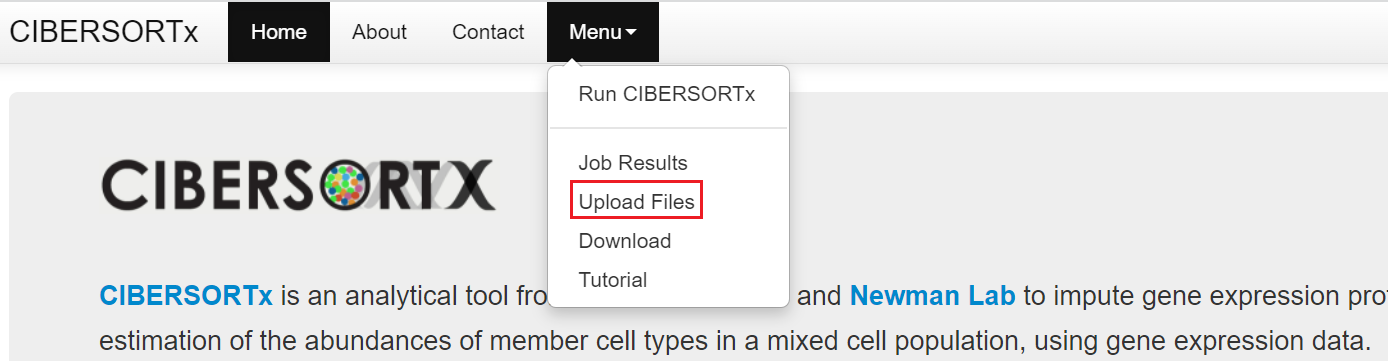 CIBERSORTx Home About Contact Menu
Run CIBERSORTx
Job Results
Upload Files
Download
Tutorial
CIBERSORTX
CIBERSORTx is an analytical tool fro and Newman Lab to impute gene expression pro
estimation of the abundances of member cell types in a mixed cell population, using gene expression data.